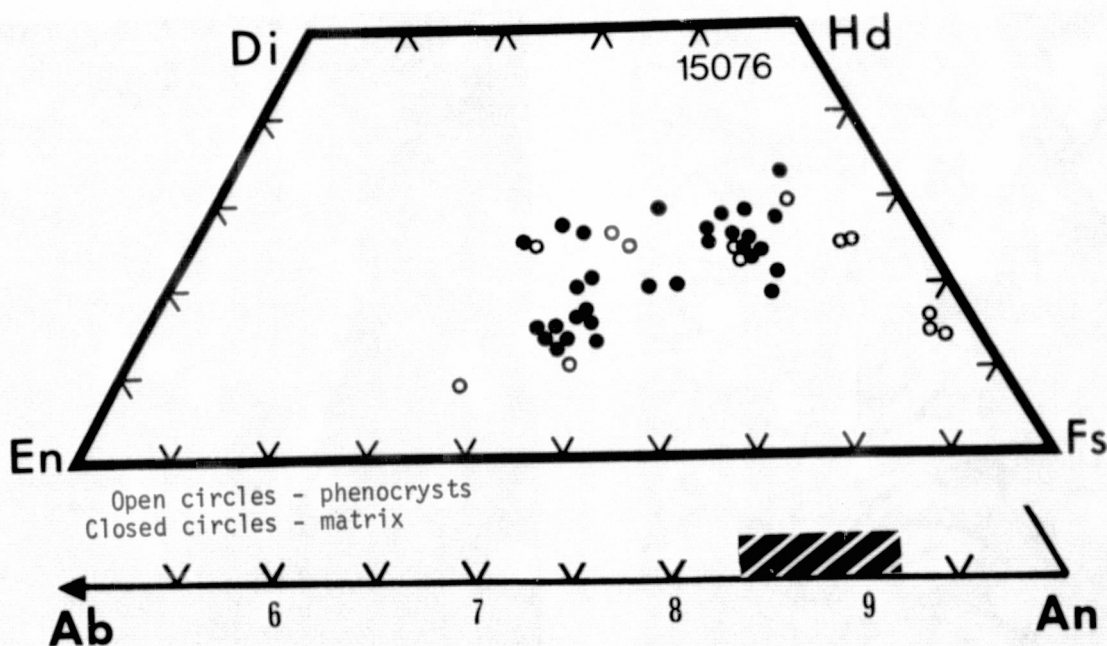 Di
Hd
15076
En
Fs
Open circles - phenocrysts
Closed circles - matrix
6 7 8 9
Ab
An